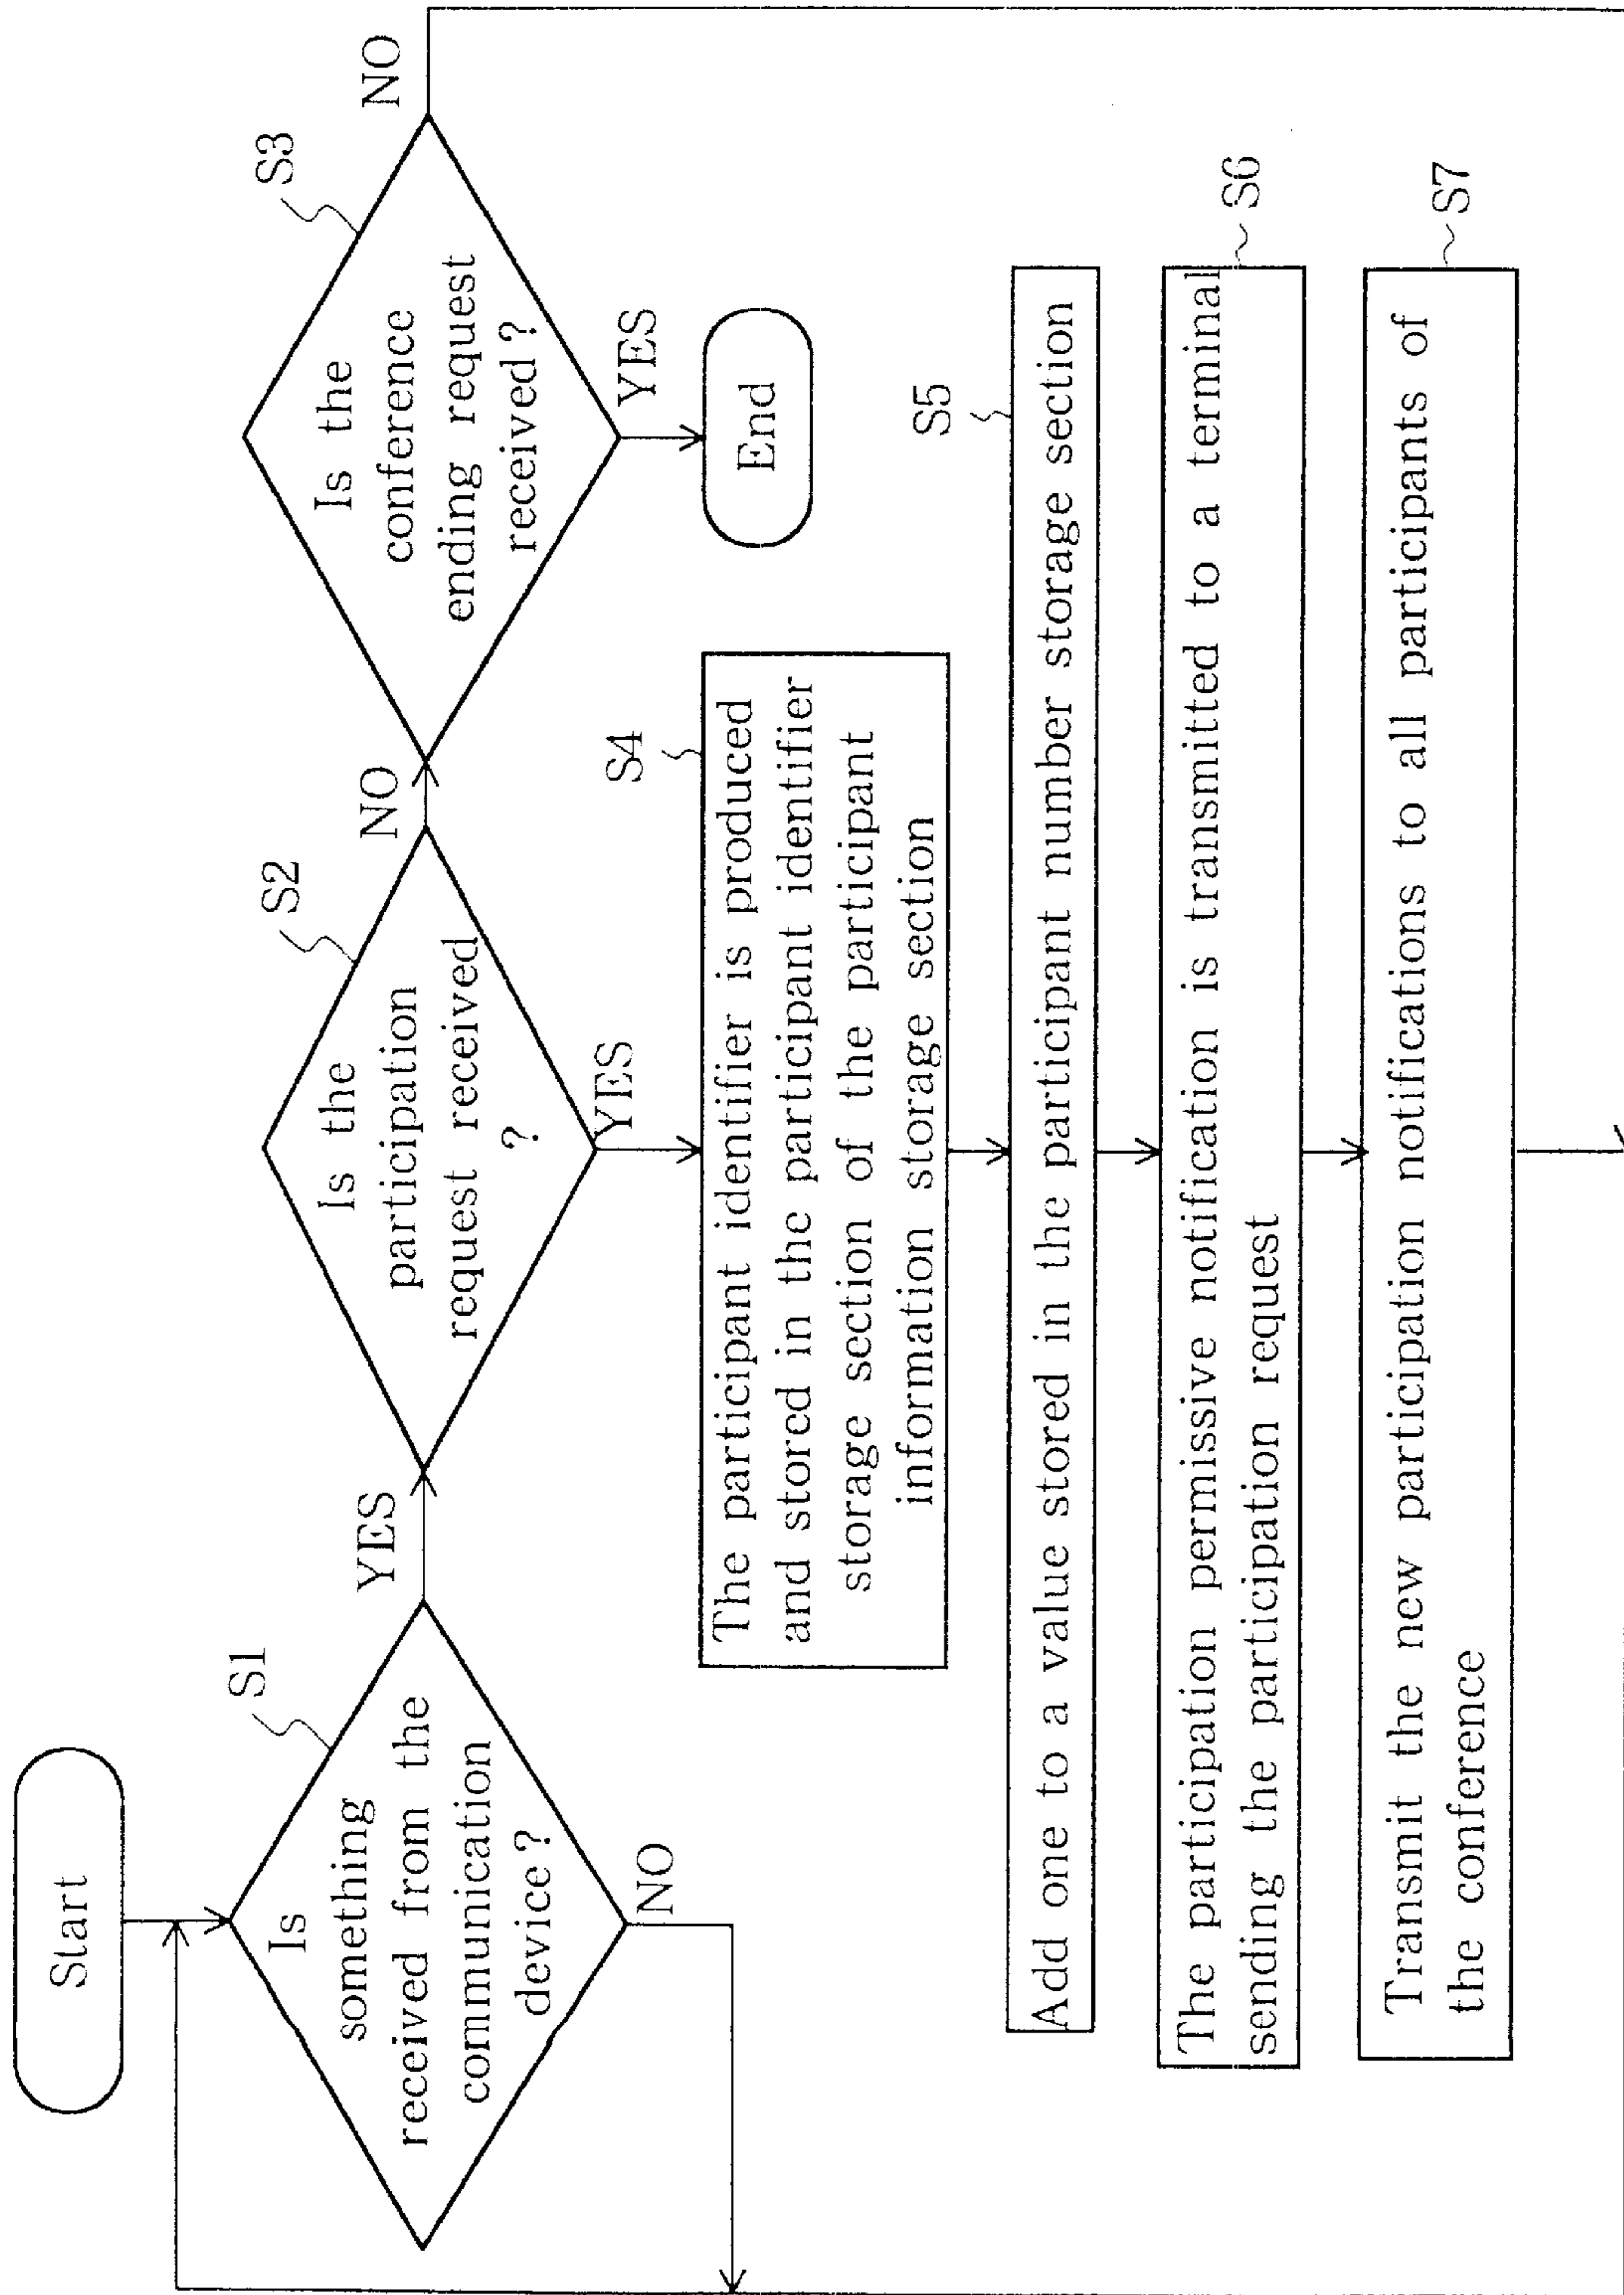 Start
S1
Is
something
received from the
communication
device?
YES
NO
S2
Is the
participation
request received
?
NO
YES
S3
Is the
conference
ending request
received?
NO
YES
End
S4
The participant identifier is produced
and stored in the participant identifier
storage section of the participant
information storage section
S5
Add one to a value stored in the participant number storage section
S6
The participation permissive notification is transmitted to a terminal
sending the participation request
S7
Transmit the new participation notifications to all participants of
the conference